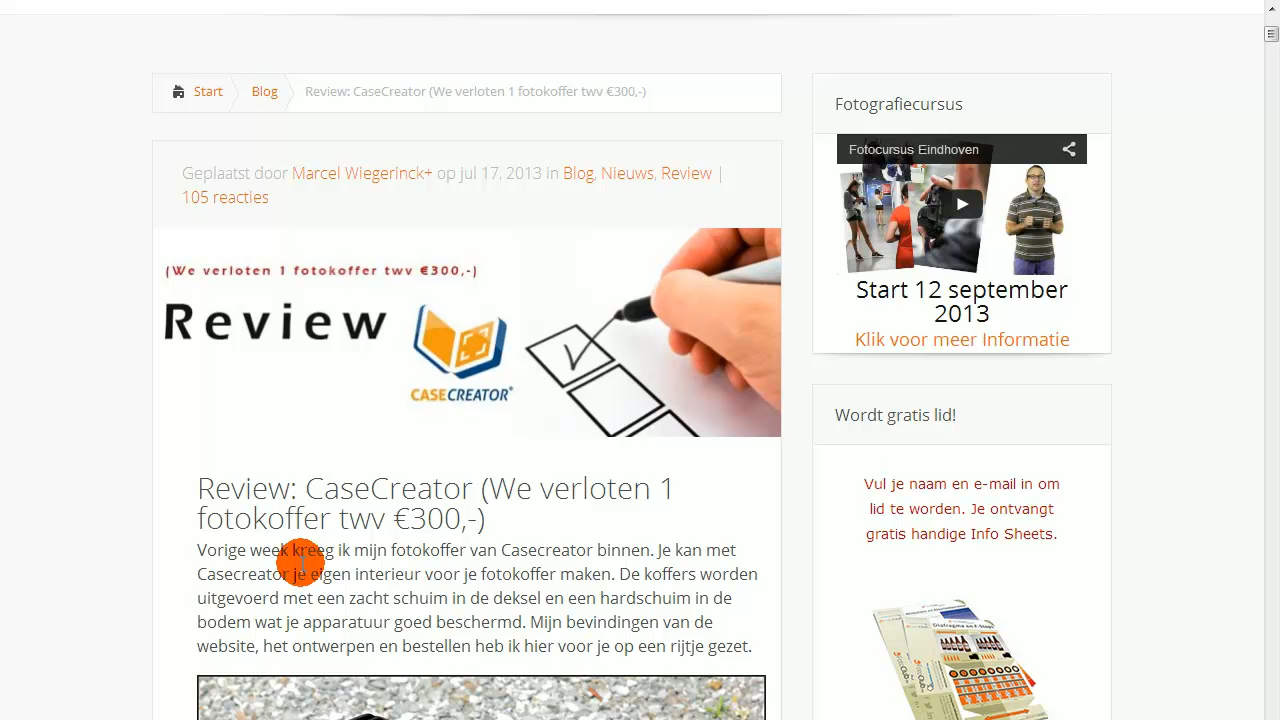 Start Blog Review: CaseCreator (We verloten 1 fotokoffer twv €300,-)
Geplaatst door Marcel Wiegerinck+ op jul 17, 2013 in Blog, Nieuws, Review |
105 reacties
(We verloten 1 fotokoffer twv €300,-)
Review
CASECREATOR®
Review: CaseCreator (We verloten 1
fotokoffer twv €300,-)
Vorige week kreeg ik mijn fotokoffer van Casecreator binnen. Je kan met
Casecreator je eigen interieur voor je fotokoffer maken. De koffers worden
uitgevoerd met een zacht schuim in de deksel en een hardschuim in de
bodem wat je apparatuur goed beschermd. Mijn bevindingen van de
website, het ontwerpen en bestellen heb ik hier voor je op een rijtje gezet.
Fotografiecursus
Fotocursus Eindhoven
Start 12 september
2013
Klik voor meer Informatie
Wordt gratis lid!
Vul je naam en e-mail in om
lid te worden. Je ontvangt
gratis handige Info Sheets.
Diafragma en F-Stops